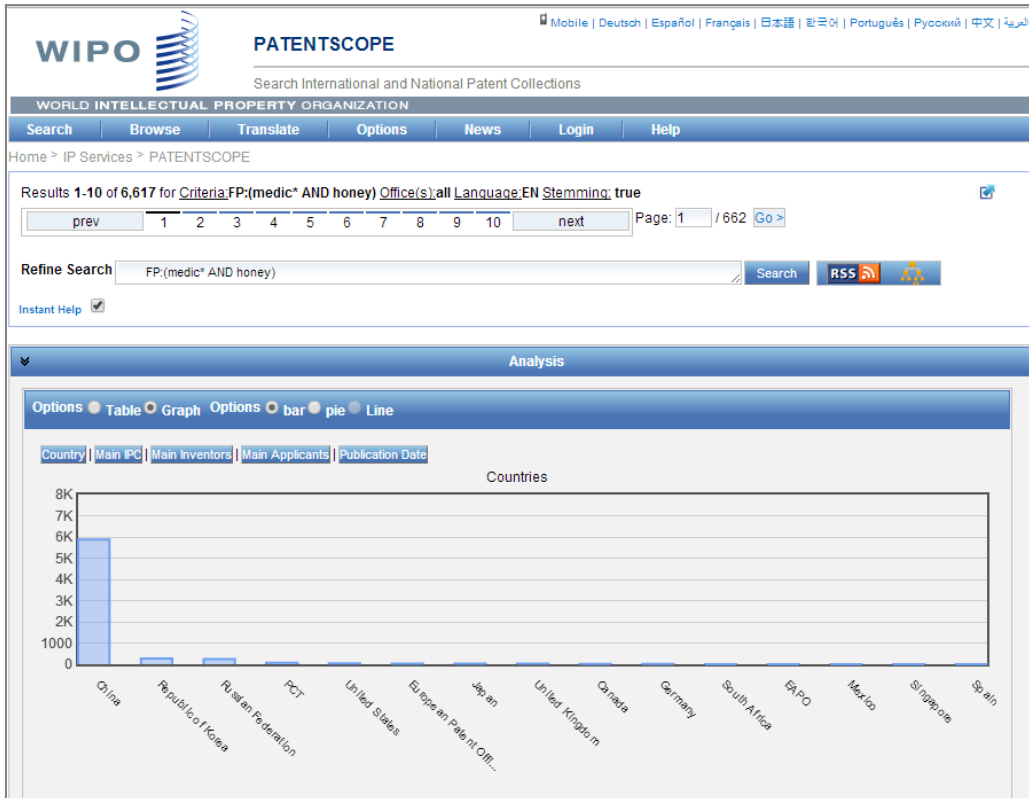 Mobile | Deutsch | Español | Français | 日本語 | 한국어 | Português | Русский | 中文 | العربية
WIPO
PATENTSCOPE
Search International and National Patent Collections
WORLD INTELLECTUAL PROPERTY ORGANIZATION
Search Browse Translate Options News Login Help
Home > IP Services > PATENTSCOPE
Results 1-10 of 6,617 for Criteria:FP:(medic* AND honey) Office(s):all Language:EN Stemming: true
prev 1 2 3 4 5 6 7 8 9 10 next Page: 1 / 662 Go >
Refine Search FP:(medic* AND honey) Search RSS
Instant Help
Analysis
Options Table Graph Options bar pie Line
Country | Main IPC | Main Inventors | Main Applicants | Publication Date
Countries
8K
7K
6K
5K
4K
3K
2K
1000
0
China
Republic of Korea
Russian Federation
PCT
United States
European Patent Offi...
Japan
United Kingdom
Canada
Germany
South Africa
EAPO
Mexico
Singapore
Spain